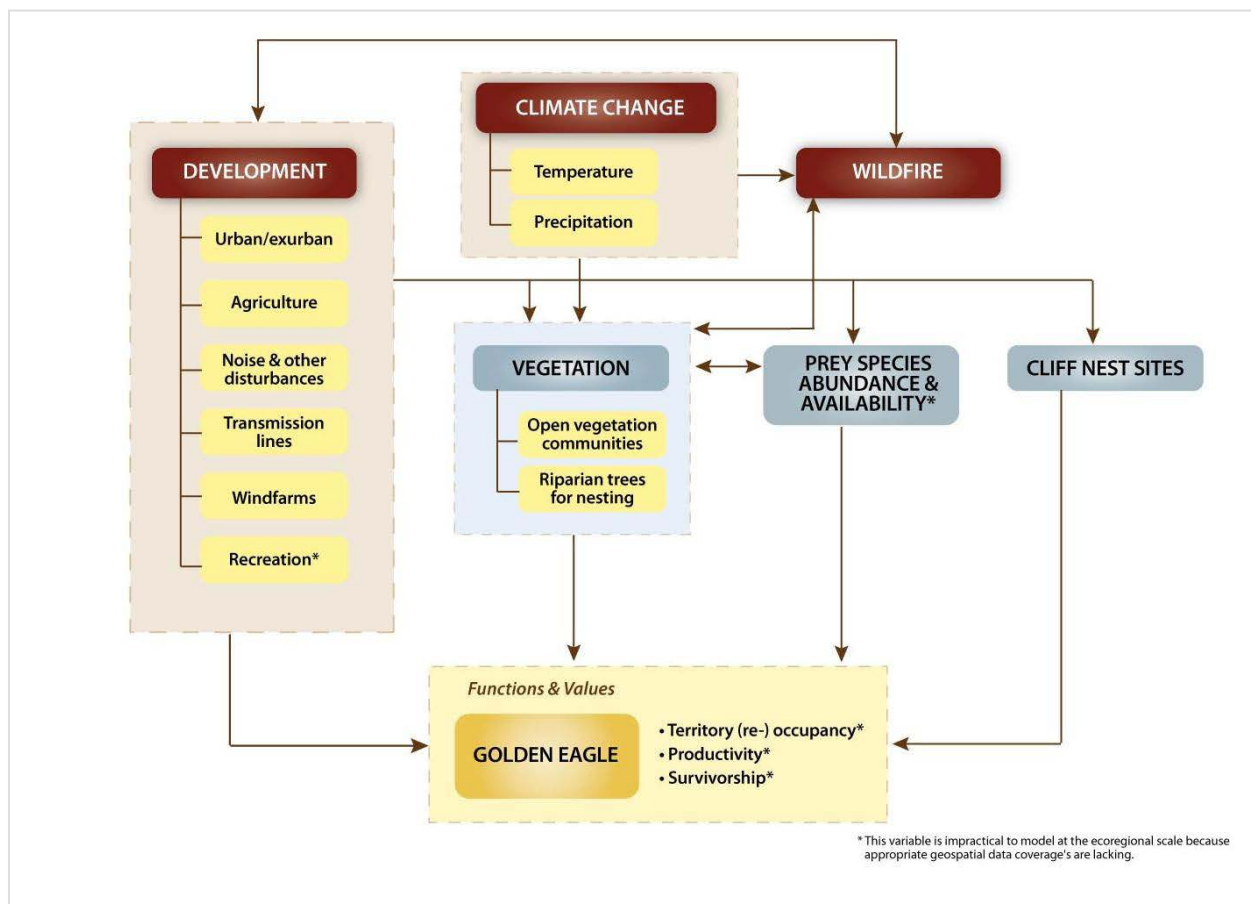 CLIMATE CHANGE
Temperature
Precipitation
DEVELOPMENT
Urban/exurban
Agriculture
Noise & other
disturbances
Transmission
lines
Windfarms
Recreation*
WILDFIRE
VEGETATION
Open vegetation
communities
Riparian trees
for nesting
PREY SPECIES
ABUNDANCE &
AVAILABILITY*
CLIFF NEST SITES
Functions & Values
GOLDEN EAGLE
• Territory (re-) occupancy*
• Productivity*
• Survivorship*
* This variable is impractical to model at the ecoregional scale because
appropriate geospatial data coverage's are lacking.